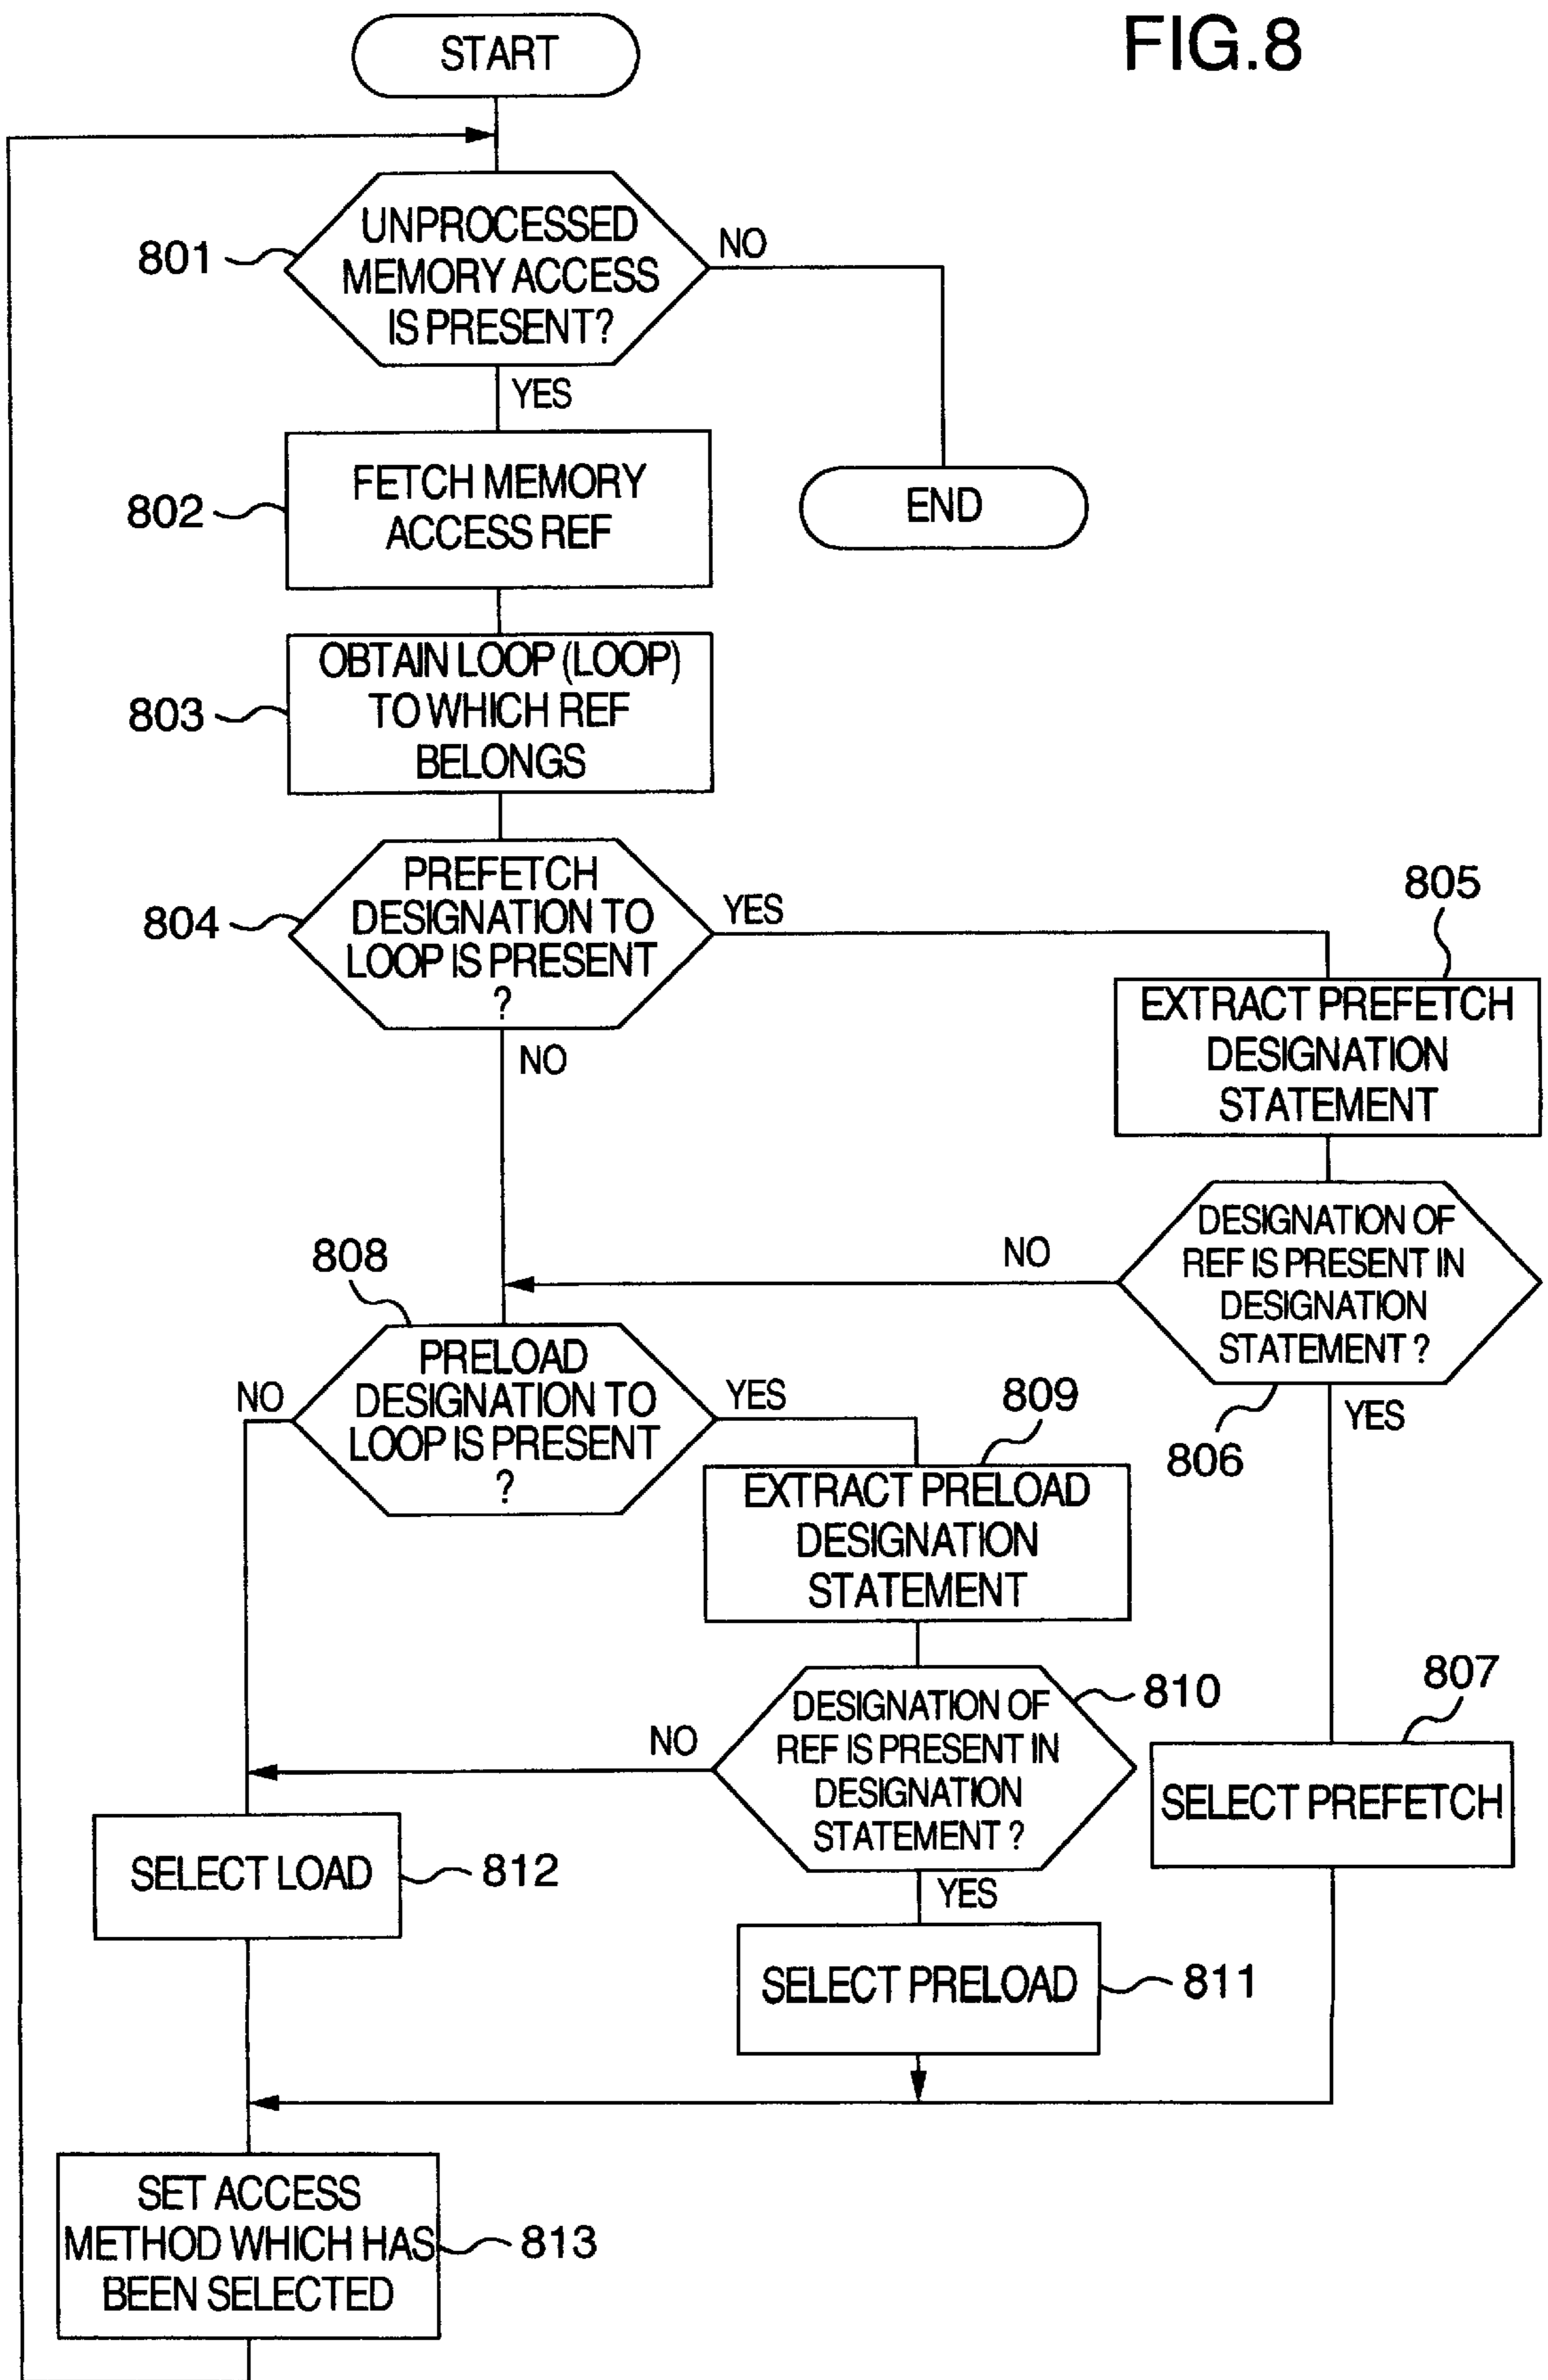 FIG.8
START
801
UNPROCESSED
MEMORY ACCESS
IS PRESENT?
NO
YES
802
FETCH MEMORY
ACCESS REF
END
803
OBTAIN LOOP (LOOP)
TO WHICH REF
BELONGS
804
PREFETCH
DESIGNATION TO
LOOP IS PRESENT
?
YES
NO
805
EXTRACT PREFETCH
DESIGNATION
STATEMENT
806
DESIGNATION OF
REF IS PRESENT IN
DESIGNATION
STATEMENT ?
NO
YES
808
PRELOAD
DESIGNATION TO
LOOP IS PRESENT
?
NO
YES
809
EXTRACT PRELOAD
DESIGNATION
STATEMENT
810
DESIGNATION OF
REF IS PRESENT IN
DESIGNATION
STATEMENT ?
NO
YES
807
SELECT PREFETCH
SELECT LOAD
812
SELECT PRELOAD
811
SET ACCESS
METHOD WHICH HAS
BEEN SELECTED
813